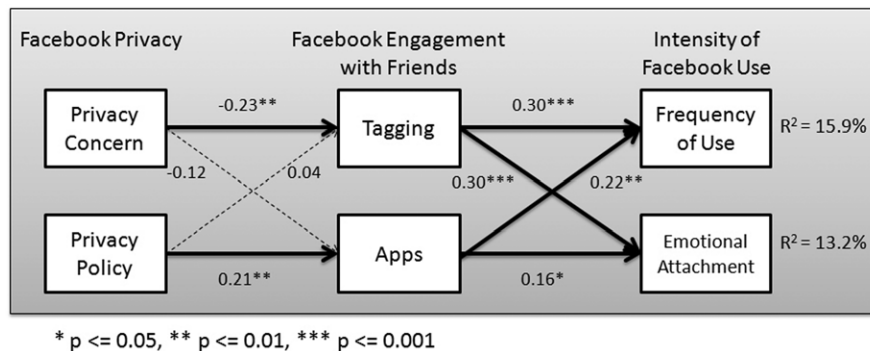 Facebook Privacy
Facebook Engagement
with Friends
Intensity of
Facebook Use
Privacy
Concern
-0.23**
Tagging
0.30***
Frequency
of Use
R² = 15.9%
-0.12
0.04
0.30***
0.22**
Privacy
Policy
0.21**
Apps
0.16*
Emotional
Attachment
R² = 13.2%
* p <= 0.05, ** p <= 0.01, *** p <= 0.001